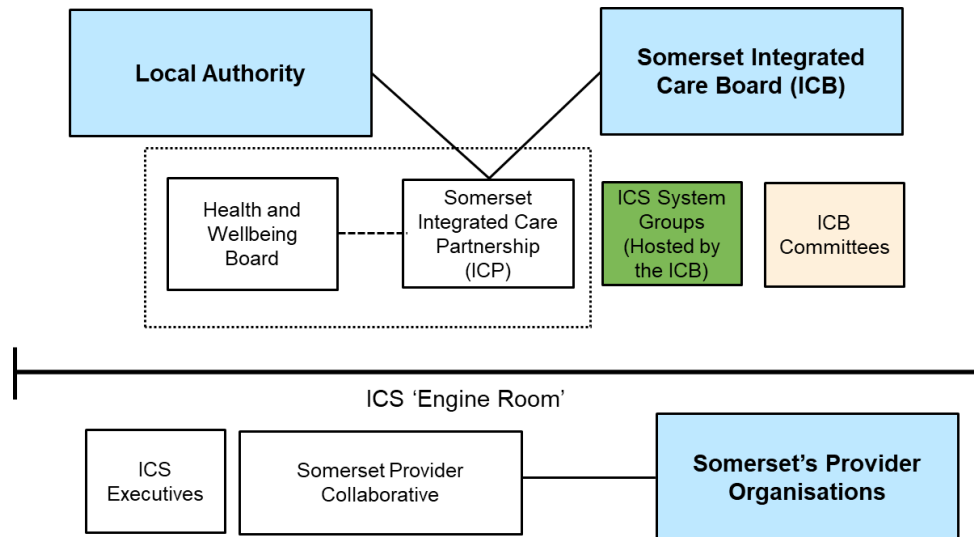 Local Authority
Somerset Integrated
Care Board (ICB)
Health and
Wellbeing
Board
Somerset
Integrated Care
Partnership
(ICP)
ICS System
Groups
(Hosted by
the ICB)
ICB
Committees
ICS ‘Engine Room’
ICS
Executives
Somerset Provider
Collaborative
Somerset’s Provider
Organisations